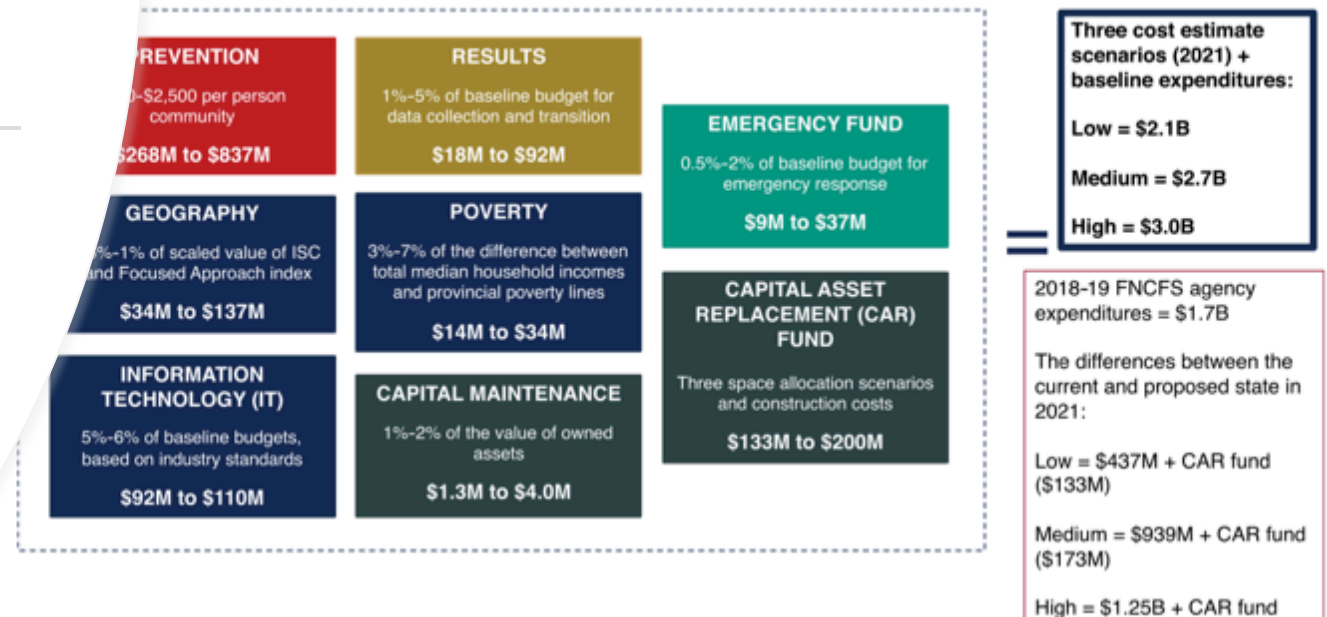 REVENTION
-$2,500 per person
community
$268M to $837M
RESULTS
1%-5% of baseline budget for
data collection and transition
$18M to $92M
EMERGENCY FUND
0.5%-2% of baseline budget for
emergency response
$9M to $37M
GEOGRAPHY
%-1% of scaled value of ISC
and Focused Approach index
$34M to $137M
POVERTY
3%-7% of the difference between
total median household incomes
and provincial poverty lines
$14M to $34M
CAPITAL ASSET
REPLACEMENT (CAR)
FUND
Three space allocation scenarios
and construction costs
$133M to $200M
INFORMATION
TECHNOLOGY (IT)
5%-6% of baseline budgets,
based on industry standards
$92M to $110M
CAPITAL MAINTENANCE
1%-2% of the value of owned
assets
$1.3M to $4.0M
=
Three cost estimate
scenarios (2021) +
baseline expenditures:
Low = $2.1B
Medium = $2.7B
High = $3.0B
2018-19 FNCFS agency
expenditures = $1.7B
The differences between the
current and proposed state in
2021:
Low = $437M + CAR fund
($133M)
Medium = $939M + CAR fund
($173M)
High = $1.25B + CAR fund